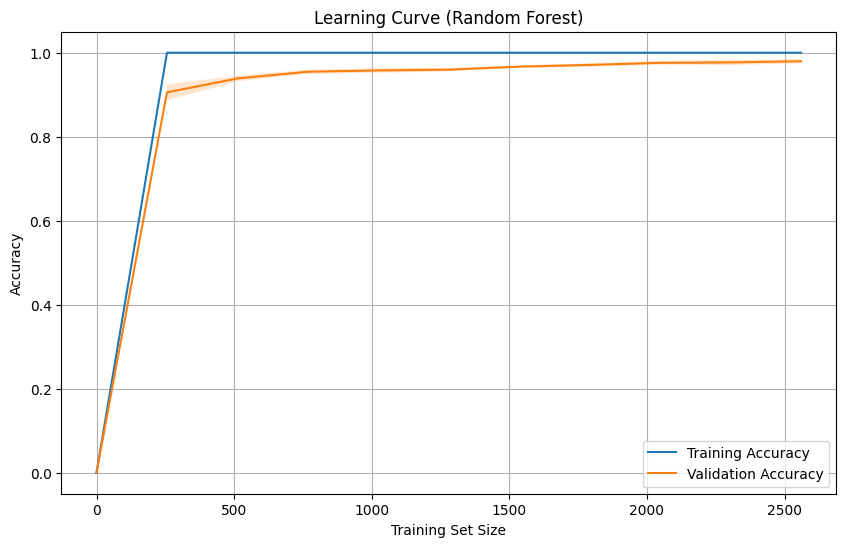 Learning Curve (Random Forest)
1.0
0.8
0.6
0.4
0.2
0.0
Accuracy
Training Accuracy
Validation Accuracy
0 500 1000 1500 2000 2500
Training Set Size